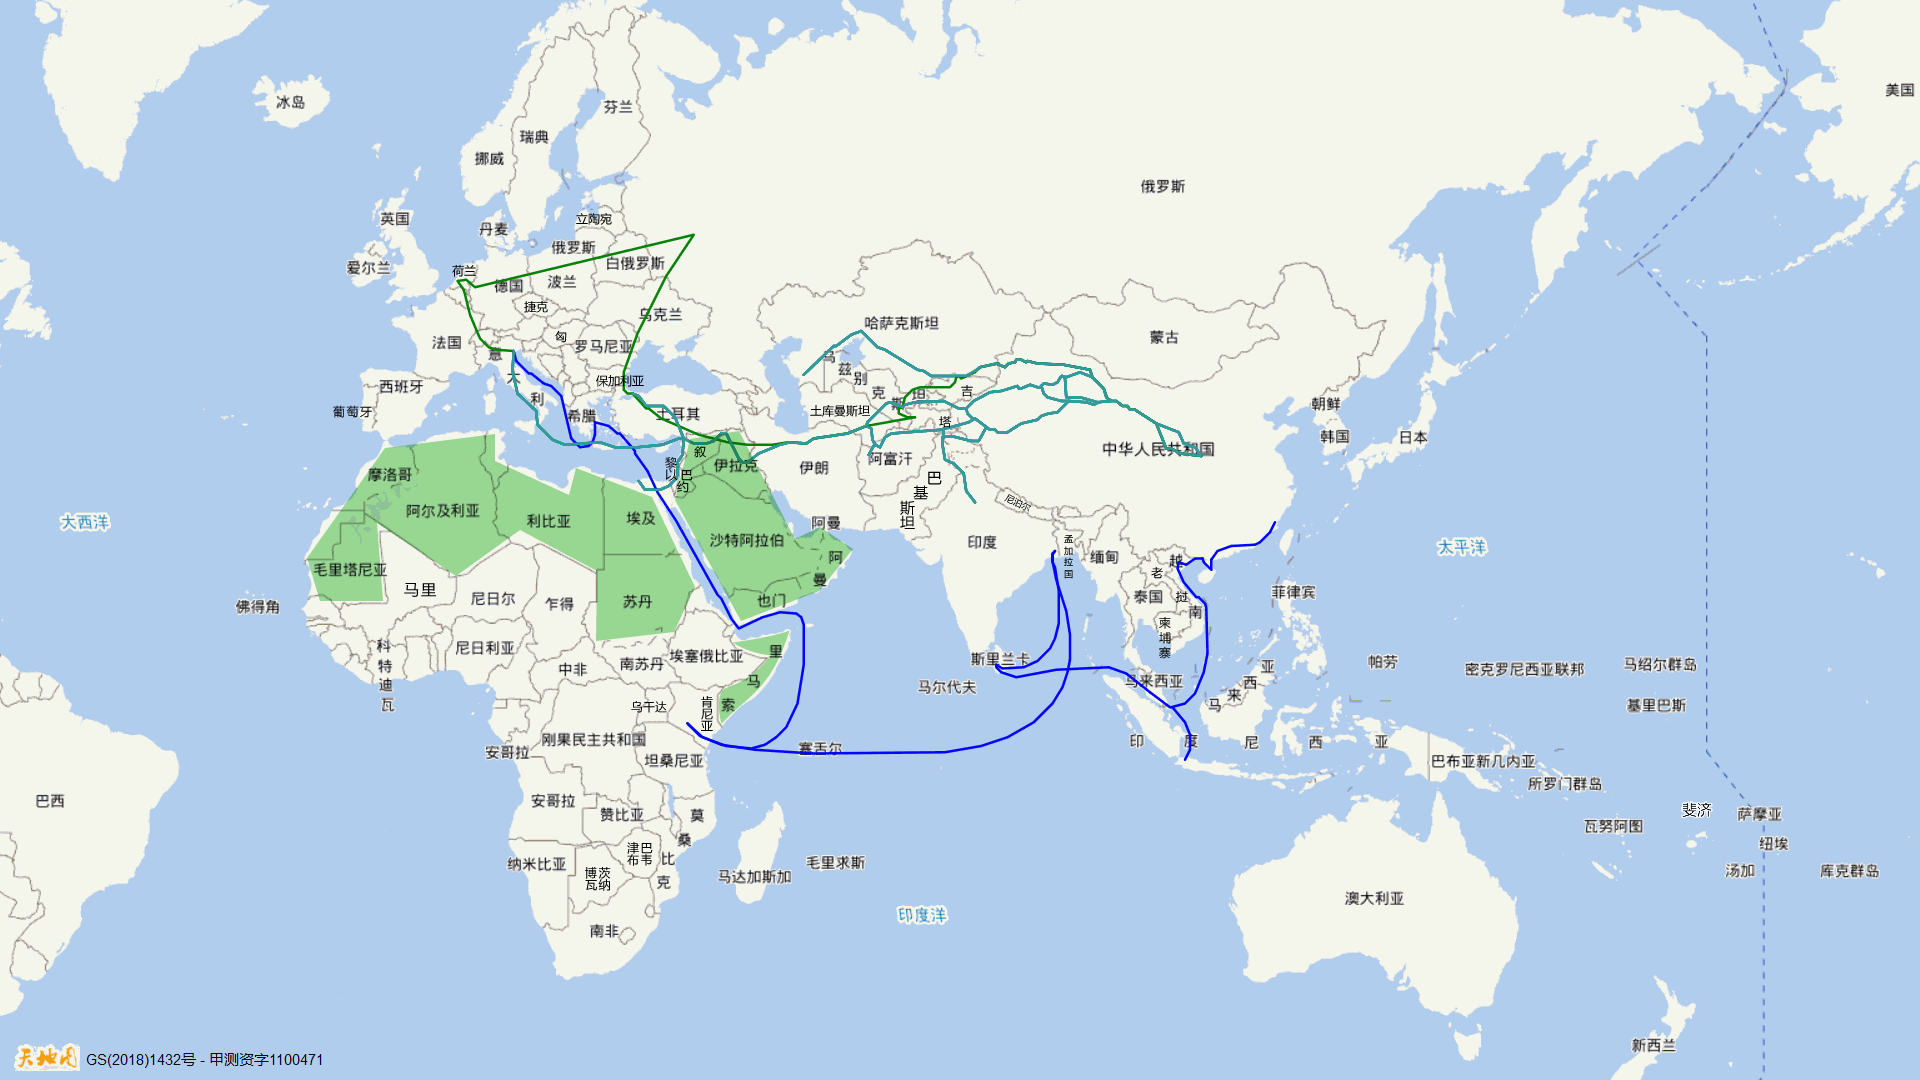 美国
冰岛
芬兰
瑞典
挪威
俄罗斯
英国
立陶宛
丹麦
俄罗斯
爱尔兰
荷兰
白俄罗斯
德国
波兰
捷克
乌克兰
哈萨克斯坦
蒙古
法国
匈
罗马尼亚
意
大
利
乌
兹
别
克
斯
坦
吉
西班牙
保加利亚
葡萄牙
希腊
土耳其
土库曼斯坦
塔
朝鲜
韩国
日本
中华人民共和国
叙
黎
以
巴
约
伊拉克
伊朗
阿富汗
巴
基
斯
坦
尼泊尔
摩洛哥
阿尔及利亚
利比亚
埃及
沙特阿拉伯
阿曼
阿
曼
印度
孟
加
拉
国
缅甸
越
南
老
挝
大西洋
太平洋
毛里塔尼亚
马里
尼日尔
乍得
苏丹
也门
泰国
柬
埔
寨
菲律宾
佛得角
科
特
迪
瓦
尼日利亚
中非
南苏丹
埃塞俄比亚
里
马
索
斯里兰卡
马尔代夫
马来西亚
马
来
西
亚
帕劳
密克罗尼西亚联邦
马绍尔群岛
基里巴斯
乌干达
肯
尼
亚
安哥拉
刚果民主共和国
坦桑尼亚
塞舌尔
印
度
尼
西
亚
巴布亚新几内亚
所罗门群岛
巴西
安哥拉
赞比亚
莫
桑
比
克
津
巴
布
韦
瓦努阿图
斐济
萨摩亚
纽埃
汤加
库克群岛
纳米比亚
博茨
瓦纳
马达加斯加
毛里求斯
印度洋
澳大利亚
南非
新西兰
天地图 GS(2018)1432号 - 甲测资字1100471